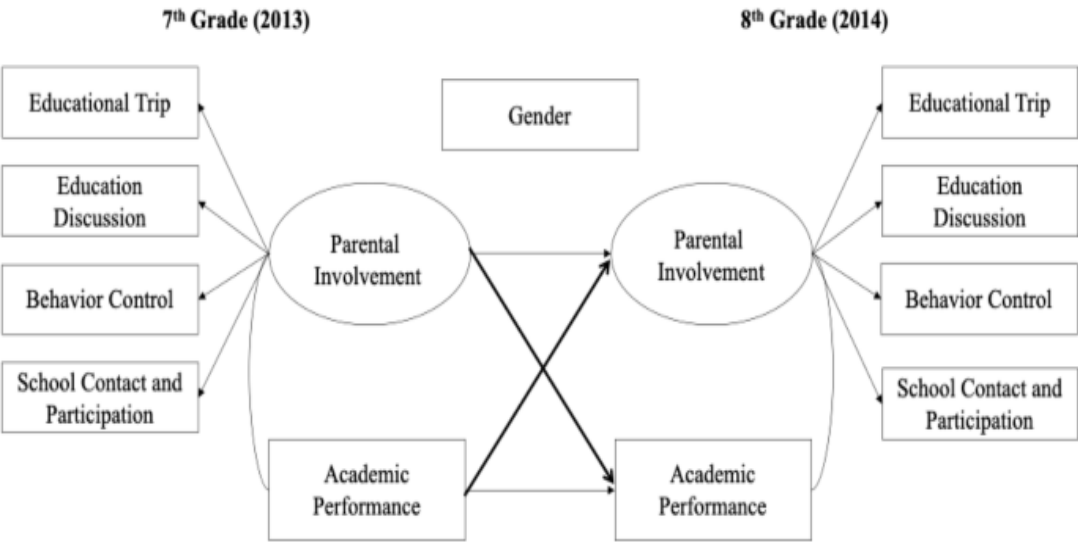 7th Grade (2013)
8th Grade (2014)
Educational Trip
Gender
Educational Trip
Education
Discussion
Education
Discussion
Parental
Involvement
Parental
Involvement
Behavior Control
Behavior Control
School Contact and
Participation
School Contact and
Participation
Academic
Performance
Academic
Performance